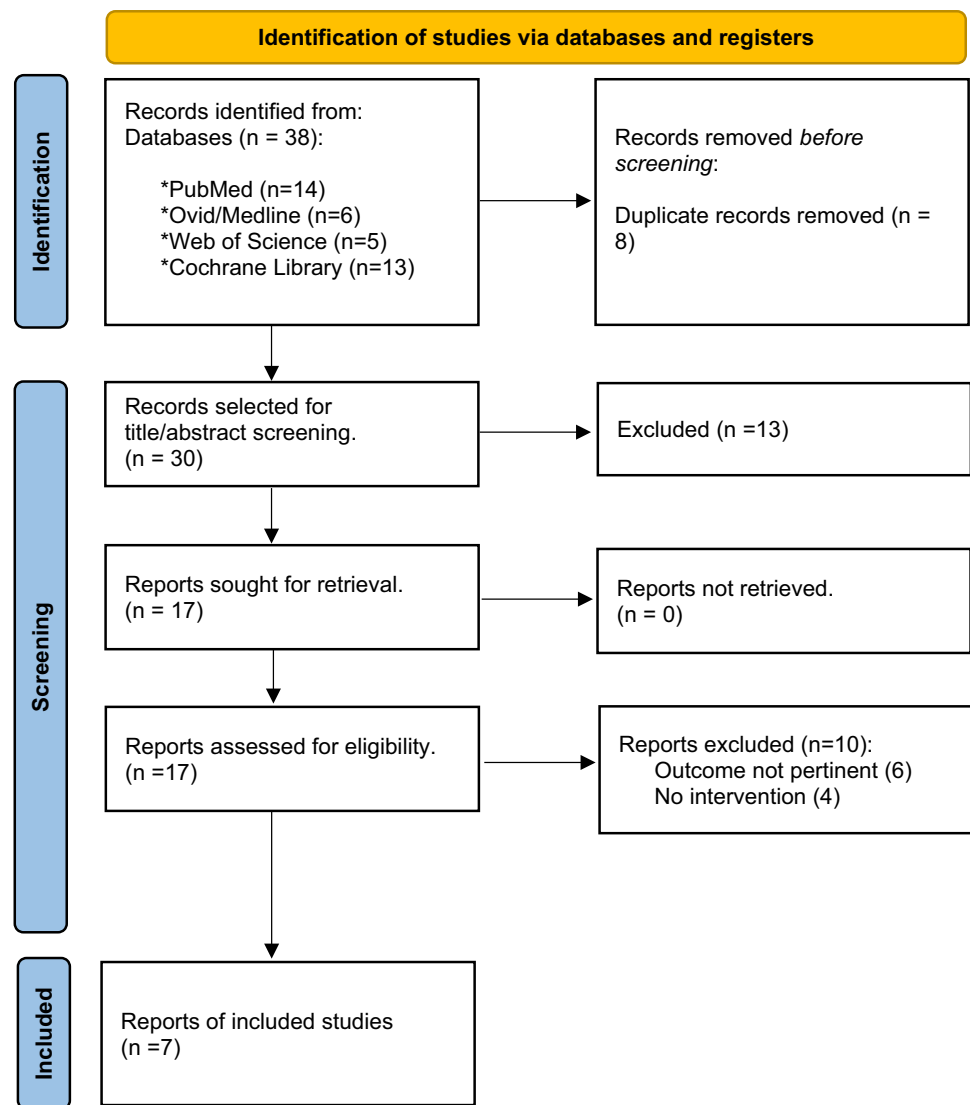 Identification of studies via databases and registers
Identification
Records identified from:
Databases (n = 38):
*PubMed (n=14)
*Ovid/Medline (n=6)
*Web of Science (n=5)
*Cochrane Library (n=13)
Records removed before
screening:
Duplicate records removed (n =
8)
Screening
Records selected for
title/abstract screening.
(n = 30)
Excluded (n =13)
Reports sought for retrieval.
(n = 17)
Reports not retrieved.
(n = 0)
Reports assessed for eligibility.
(n =17)
Reports excluded (n=10):
Outcome not pertinent (6)
No intervention (4)
Included
Reports of included studies
(n =7)